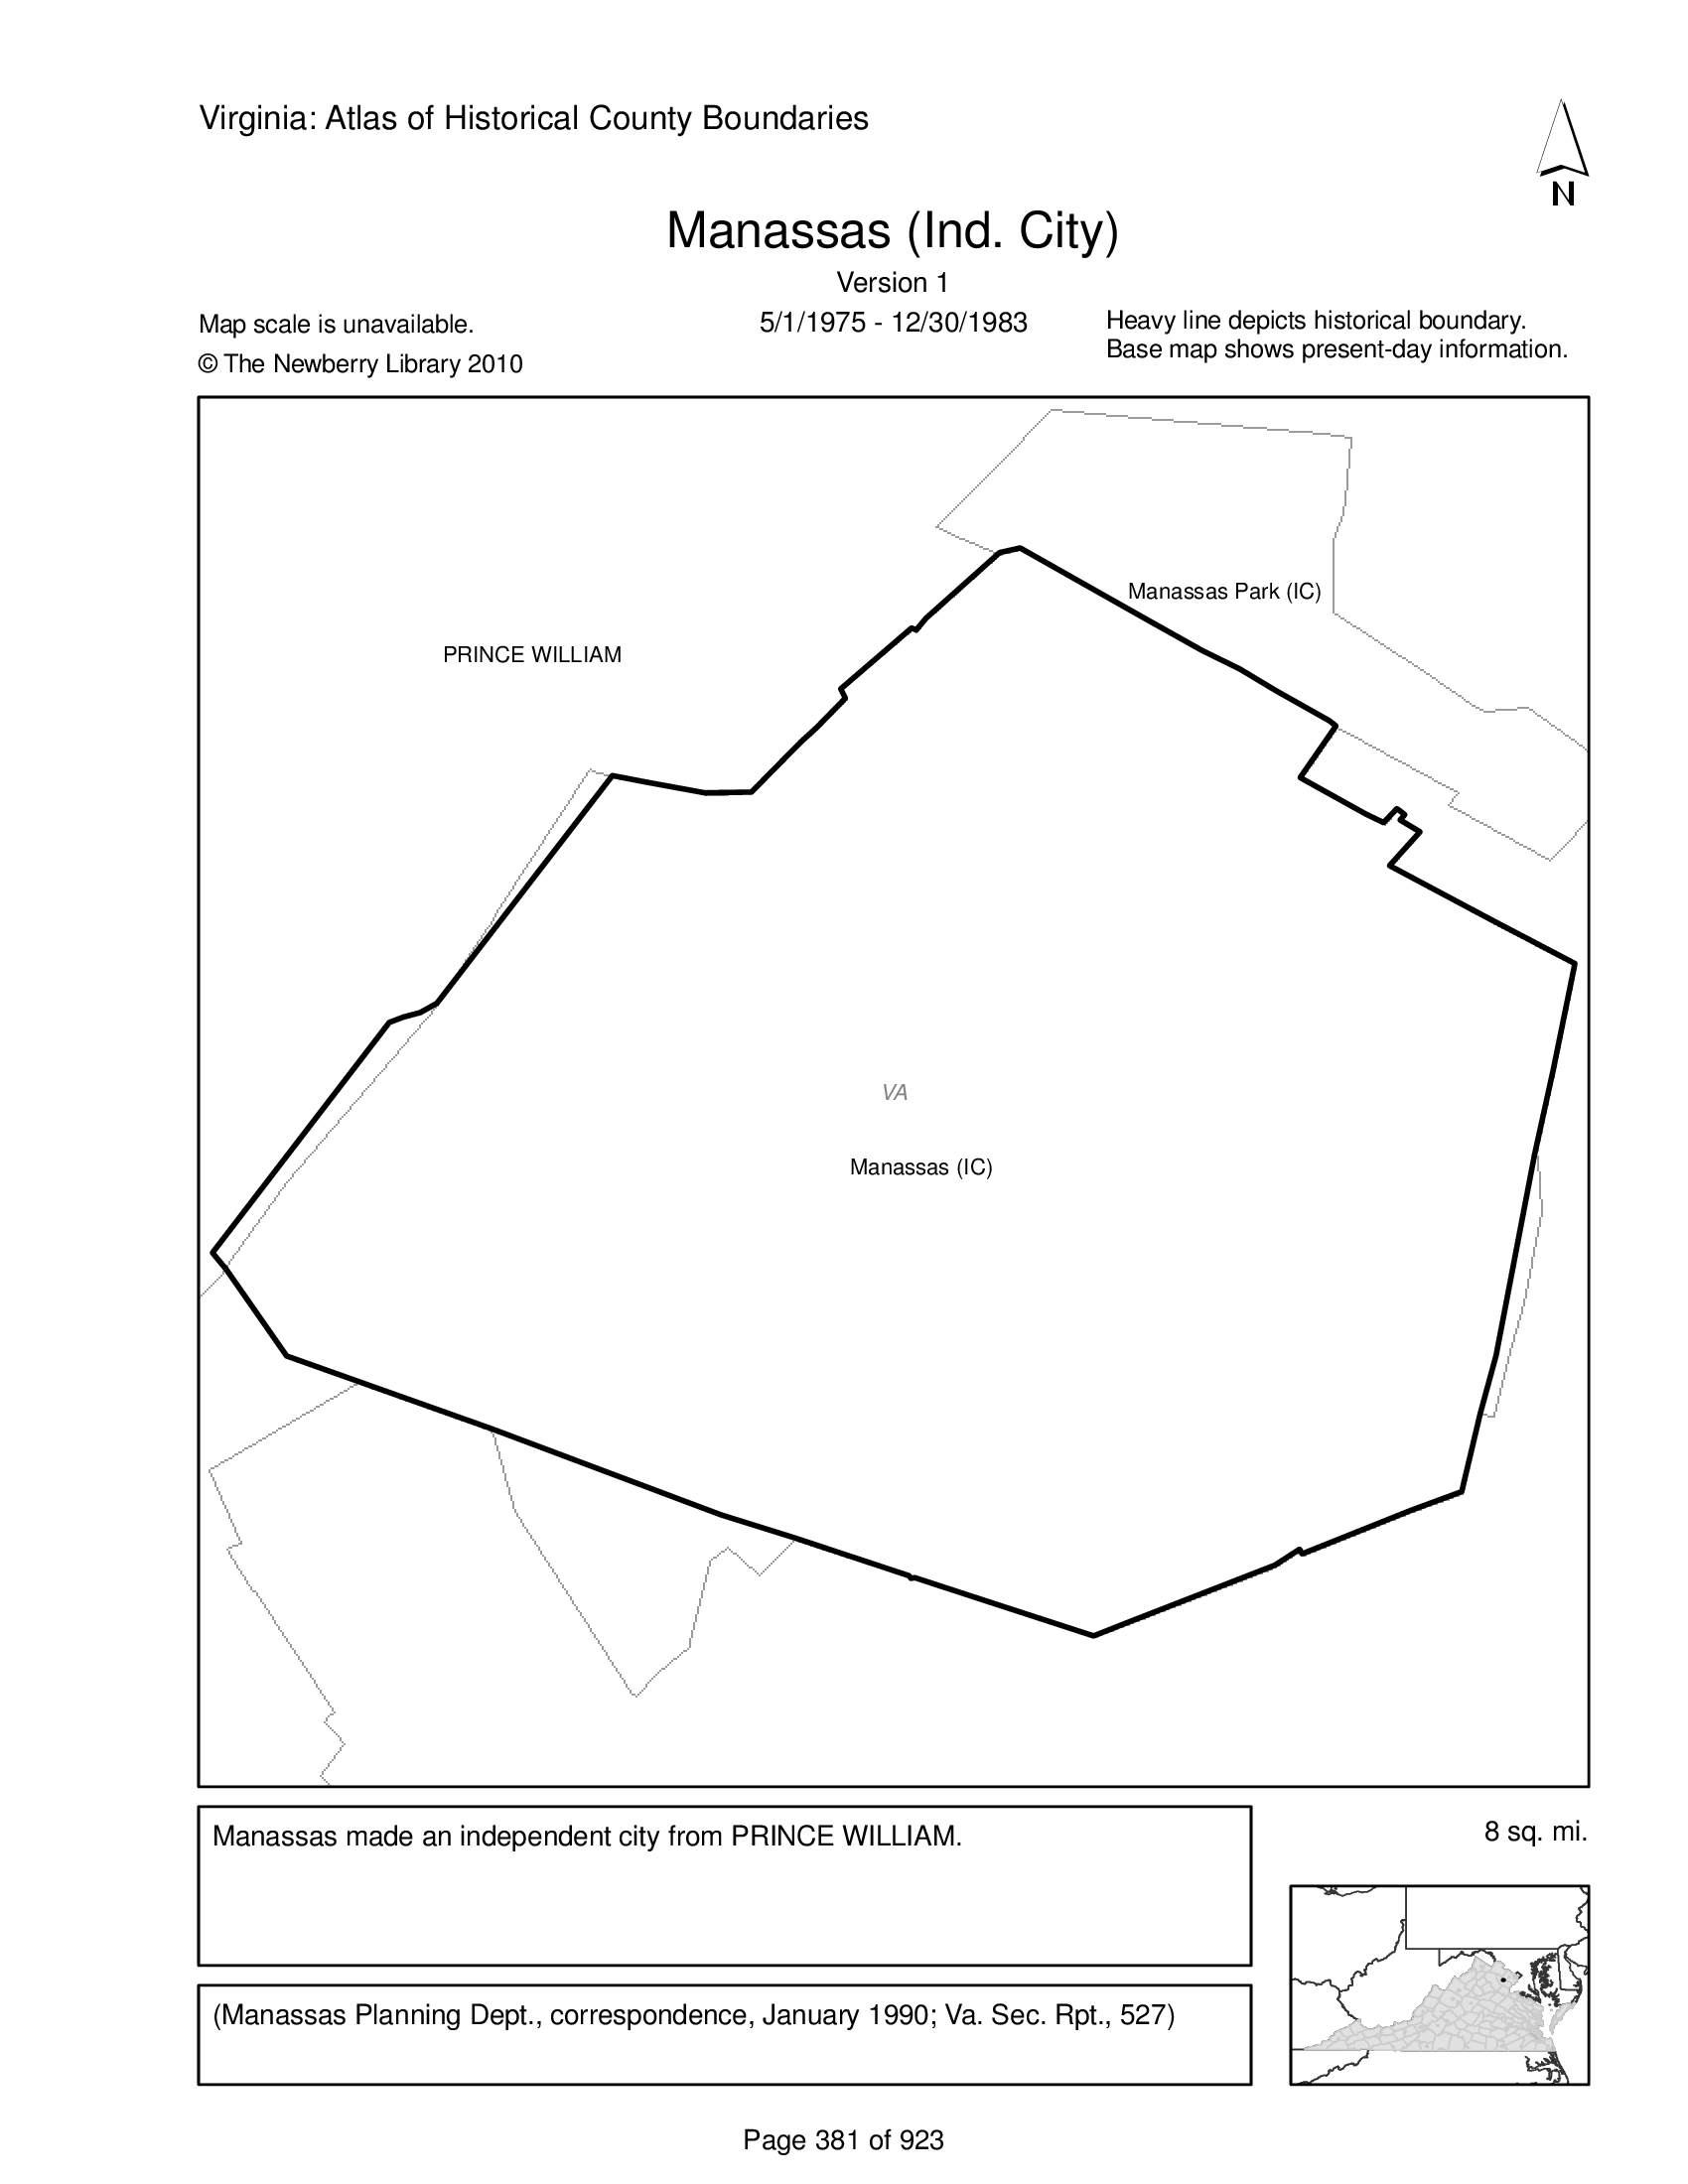 Virginia: Atlas of Historical County Boundaries
N
Manassas (Ind. City)
Version 1
5/1/1975 - 12/30/1983
Map scale is unavailable.
© The Newberry Library 2010
Heavy line depicts historical boundary.
Base map shows present-day information.
Manassas Park (IC)
PRINCE WILLIAM
VA
Manassas (IC)
Manassas made an independent city from PRINCE WILLIAM.
8 sq. mi.
(Manassas Planning Dept., correspondence, January 1990; Va. Sec. Rpt., 527)
Page 381 of 923